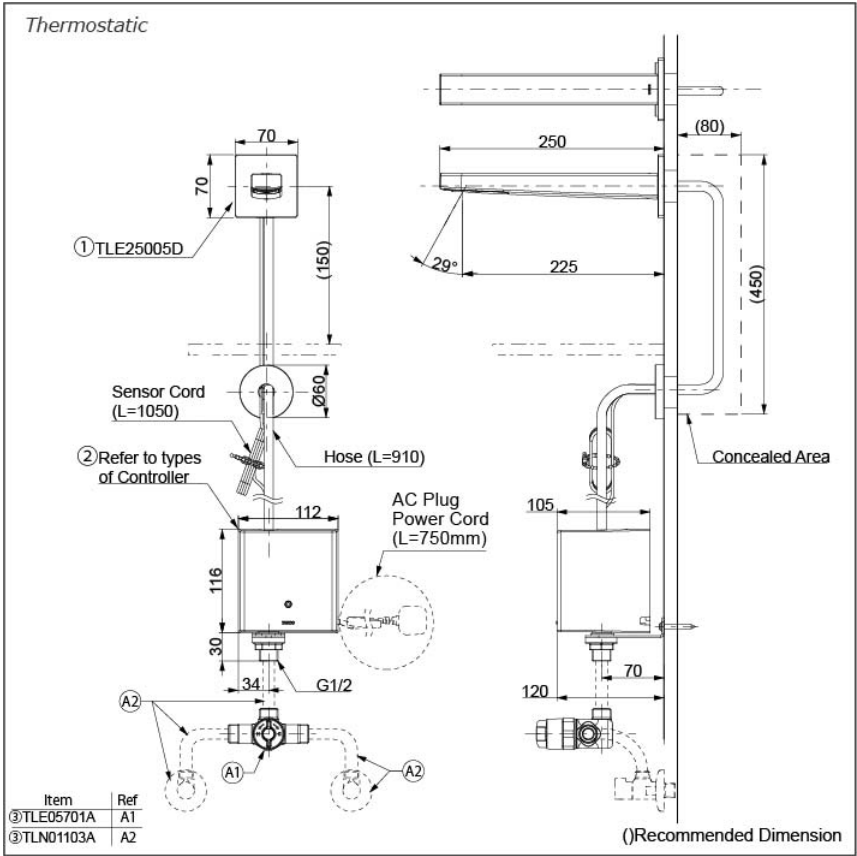 Thermostatic
70
70
①TLE25005D
(150)
250
(80)
29°
225
(450)
Sensor Cord
(L=1050)
Ø60
②Refer to types
of Controller
Hose (L=910)
Concealed Area
112
AC Plug
Power Cord
(L=750mm)
105
116
30
34
G1/2
70
120
A2
A1
A2
Item Ref
③TLE05701A A1
③TLN01103A A2
()Recommended Dimension